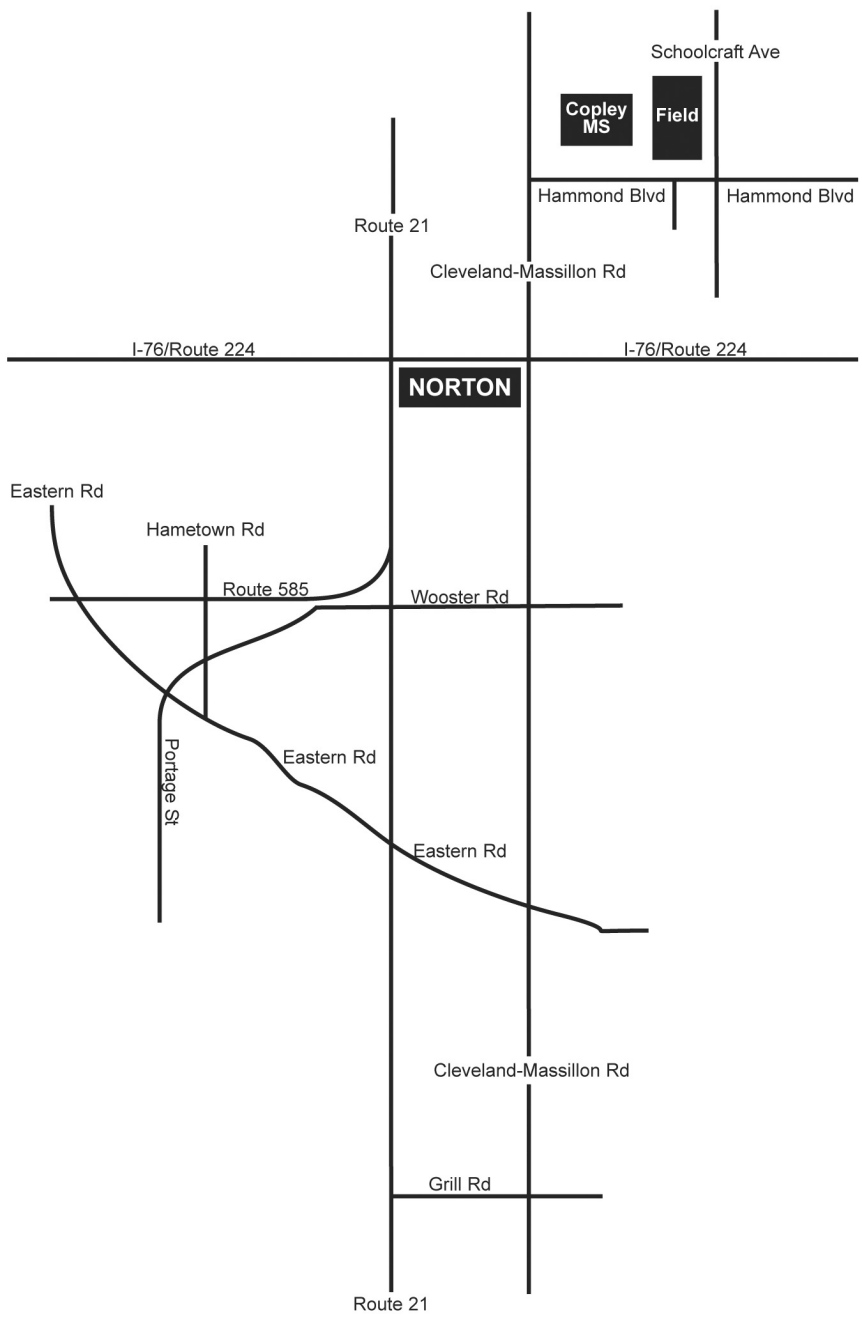 Schoolcraft Ave
Copley
MS
Field
Hammond Blvd
Hammond Blvd
Route 21
Cleveland-Massillon Rd
I-76/Route 224
I-76/Route 224
NORTON
Eastern Rd
Hametown Rd
Route 585
Wooster Rd
Portage St
Eastern Rd
Eastern Rd
Cleveland-Massillon Rd
Grill Rd
Route 21